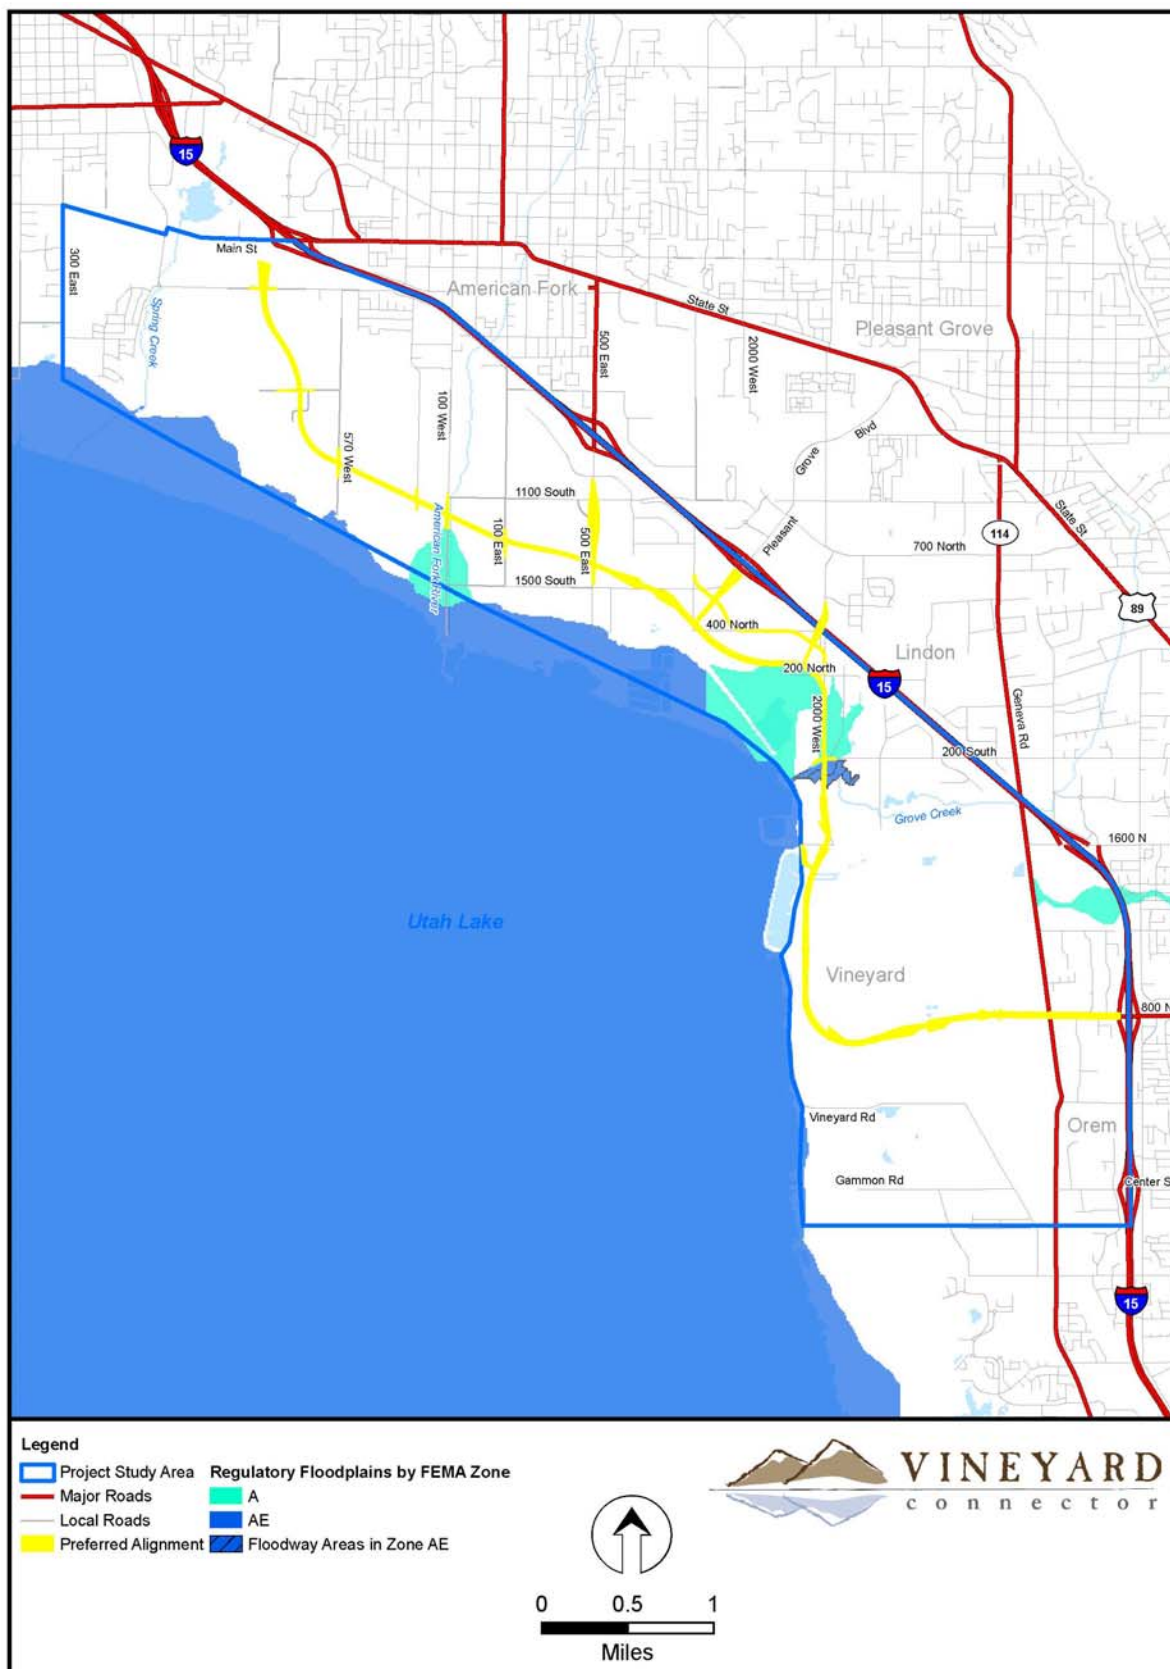 15
Main St
300 East
Spring Creek
American Fork
State St
Pleasant Grove
500 East
2000 West
100 West
570 West
Grove
Blvd
Pleasant
1100 South
American Fork River
100 East
500 East
1500 South
700 North
114
State St
89
400 North
Lindon
200 North
15
2000 West
Geneva Rd
200 South
Grove Creek
1600 N
Utah Lake
Vineyard
800 N
Vineyard Rd
Orem
Gammon Rd
Center S
15
Legend
Project Study Area
Major Roads
Local Roads
Preferred Alignment
Regulatory Floodplains by FEMA Zone
A
AE
Floodway Areas in Zone AE
0 0.5 1
Miles
VINEYARD
connector